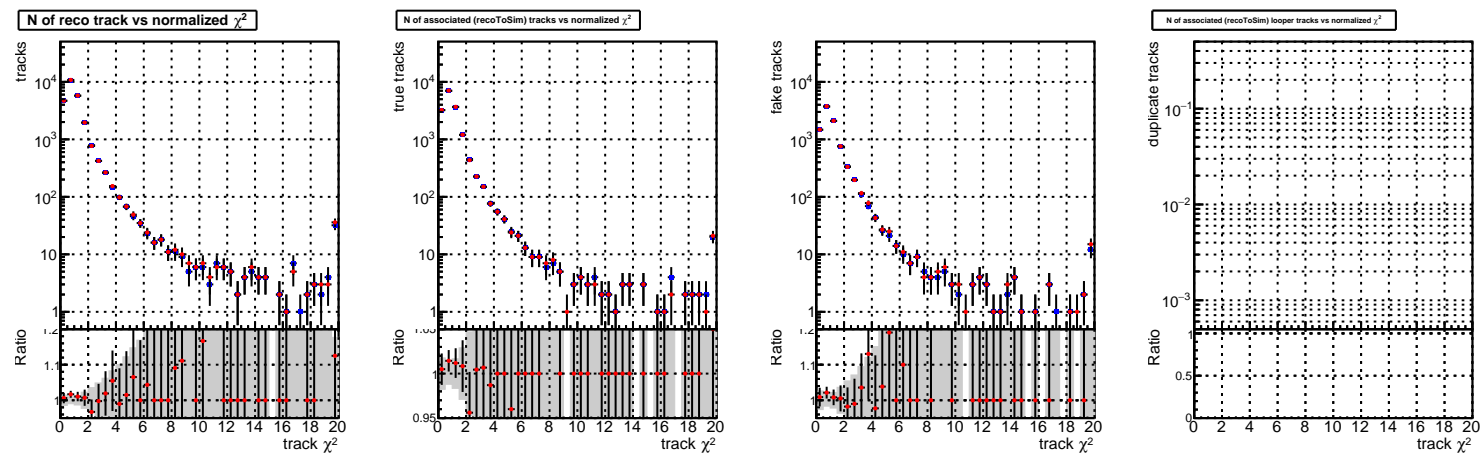 N of reco track vs normalized χ²
tracks
10⁴
10³
10²
10
1
Ratio
1.2
1.1
1
0 2 4 6 8 10 12 14 16 18 20
track χ²
N of associated (recoToSim) tracks vs normalized χ²
true tracks
10⁴
10³
10²
10
1
Ratio
1.05
1
0.95
0 2 4 6 8 10 12 14 16 18 20
track χ²
fake tracks
10⁴
10³
10²
10
1
Ratio
1.2
1.1
1
0 2 4 6 8 10 12 14 16 18 20
track χ²
N of associated (recoToSim) looper tracks vs normalized χ²
duplicate tracks
10⁻¹
10⁻²
10⁻³
Ratio
1
0.5
0
0 2 4 6 8 10 12 14 16 18 20
track χ²